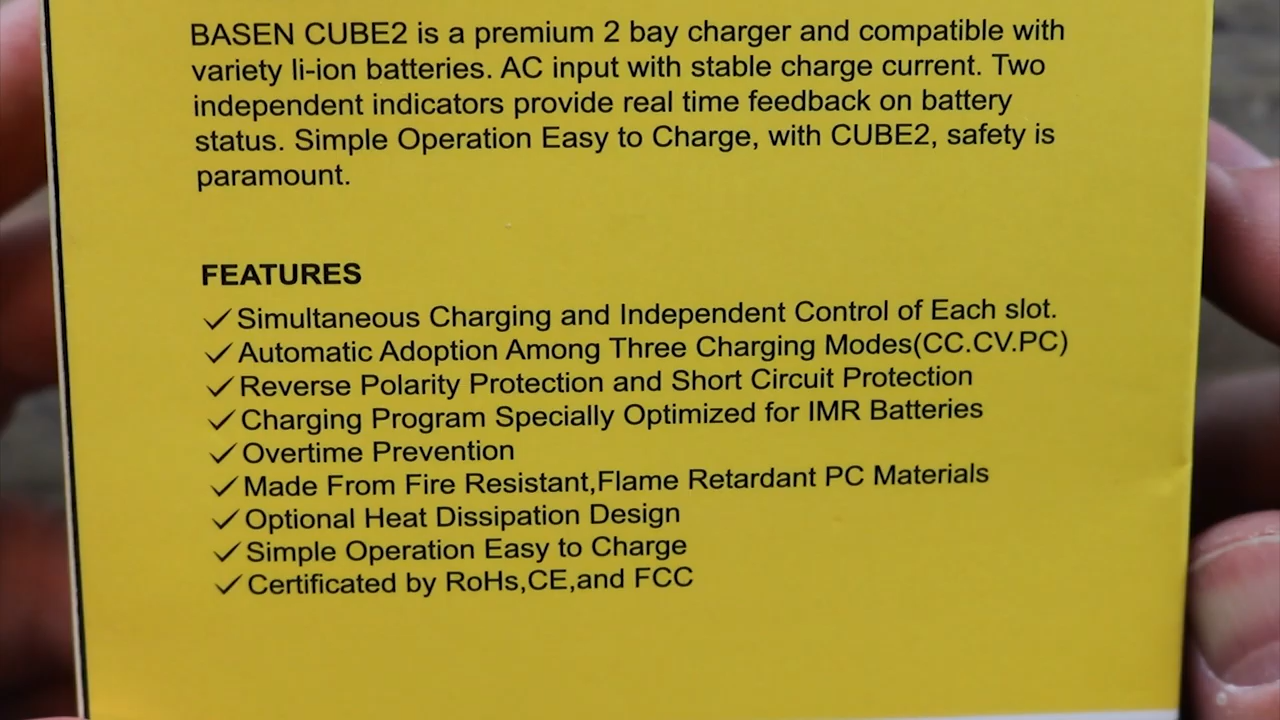 BASEN CUBE2 is a premium 2 bay charger and compatible with
variety li-ion batteries. AC input with stable charge current. Two
independent indicators provide real time feedback on battery
status. Simple Operation Easy to Charge, with CUBE2, safety is
paramount.
FEATURES
✓Simultaneous Charging and Independent Control of Each slot.
✓Automatic Adoption Among Three Charging Modes(CC.CV.PC)
✓Reverse Polarity Protection and Short Circuit Protection
✓Charging Program Specially Optimized for IMR Batteries
✓Overtime Prevention
✓Made From Fire Resistant,Flame Retardant PC Materials
✓Optional Heat Dissipation Design
✓Simple Operation Easy to Charge
✓Certificated by RoHs,CE,and FCC